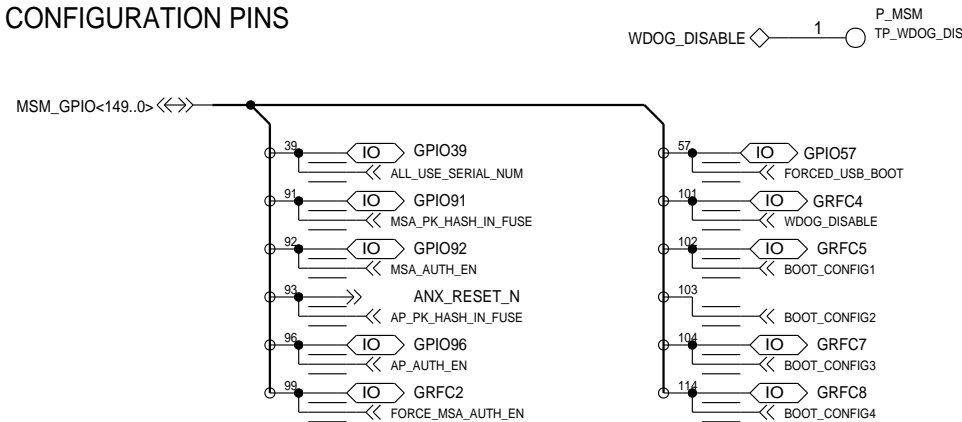 CONFIGURATION PINS
P_MSM
WDOG_DISABLE 1 TP_WDOG_DIS
MSM_GPIO<149..0>
39 IO GPIO39
ALL_USE_SERIAL_NUM
91 IO GPIO91
MSA_PK_HASH_IN_FUSE
92 IO GPIO92
MSA_AUTH_EN
93 ANX_RESET_N
AP_PK_HASH_IN_FUSE
96 IO GPIO96
AP_AUTH_EN
99 IO GRFC2
FORCE_MSA_AUTH_EN
57 IO GPIO57
FORCED_USB_BOOT
101 IO GRFC4
WDOG_DISABLE
102 IO GRFC5
BOOT_CONFIG1
103
BOOT_CONFIG2
104 IO GRFC7
BOOT_CONFIG3
114 IO GRFC8
BOOT_CONFIG4